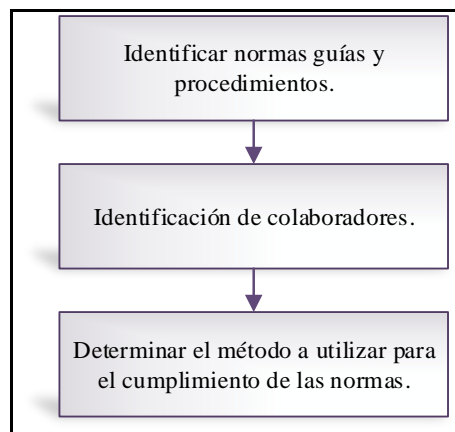 Identificar normas guías y
procedimientos.
Identificación de colaboradores.
Determinar el método a utilizar para
el cumplimiento de las normas.